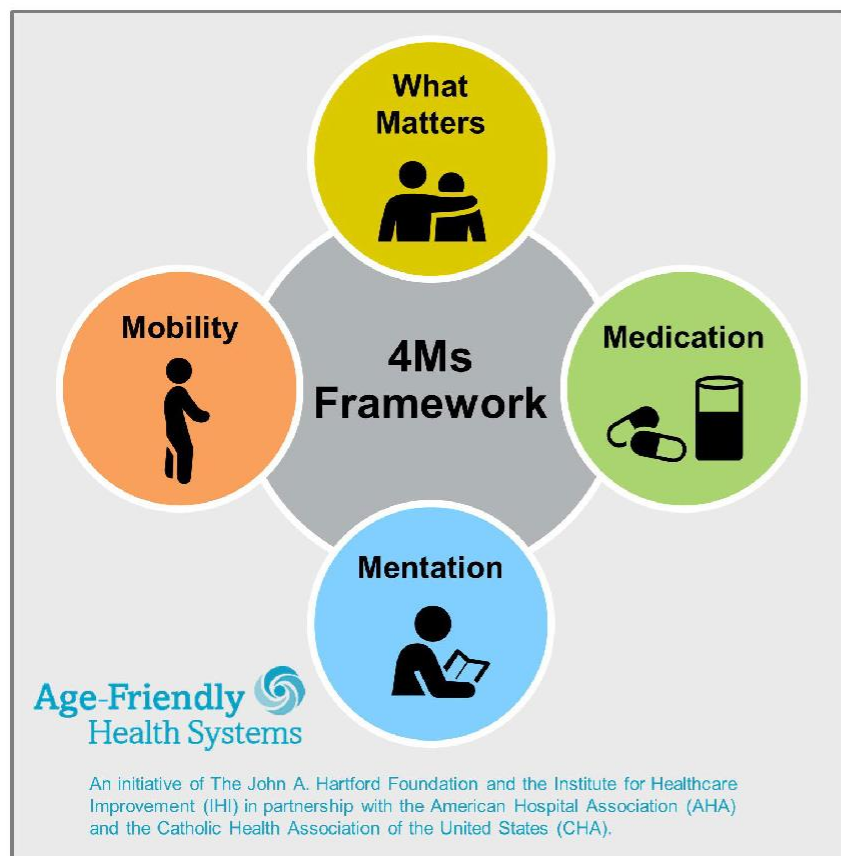 What
Matters
Mobility
4Ms
Framework
Medication
Mentation
Age-Friendly
Health Systems
An initiative of The John A. Hartford Foundation and the Institute for Healthcare
Improvement (IHI) in partnership with the American Hospital Association (AHA)
and the Catholic Health Association of the United States (CHA).